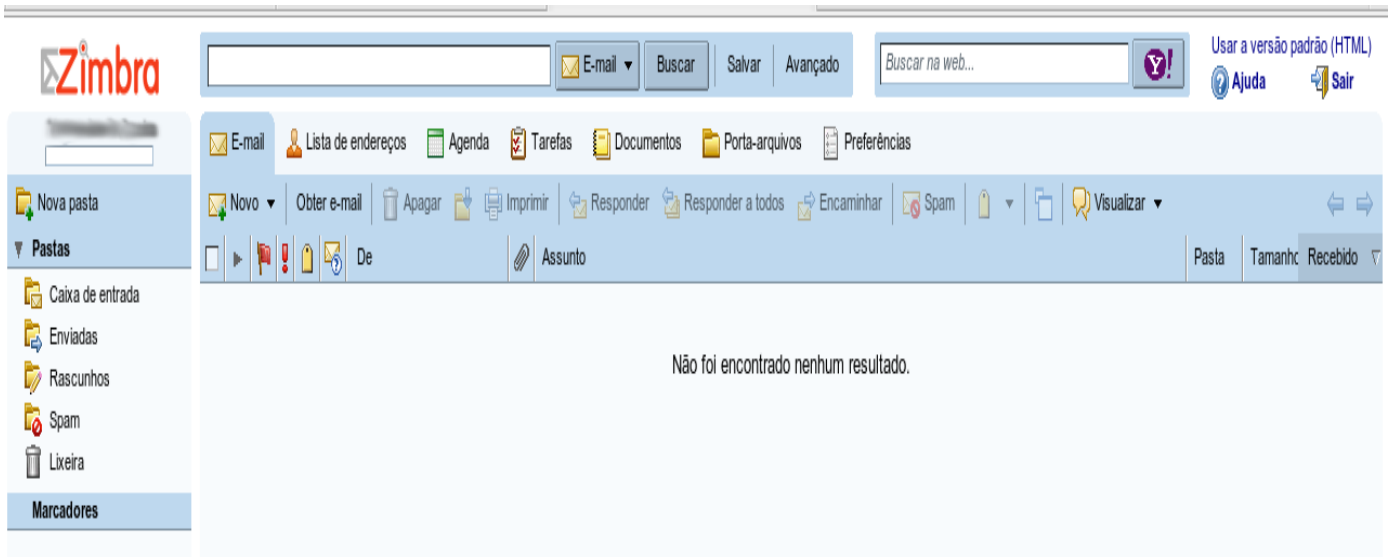 Zimbra
E-mail Buscar Salvar Avançado
Buscar na web...
Y!
Usar a versão padrão (HTML)
Ajuda Sair
E-mail Lista de endereços Agenda Tarefas Documentos Porta-arquivos Preferências
Nova pasta
Novo Obter e-mail Apagar Imprimir Responder Responder a todos Encaminhar Spam Visualizar
Pastas
De Assunto Pasta Tamanho Recebido
Caixa de entrada
Enviadas
Rascunhos
Spam
Lixeira
Marcadores
Não foi encontrado nenhum resultado.